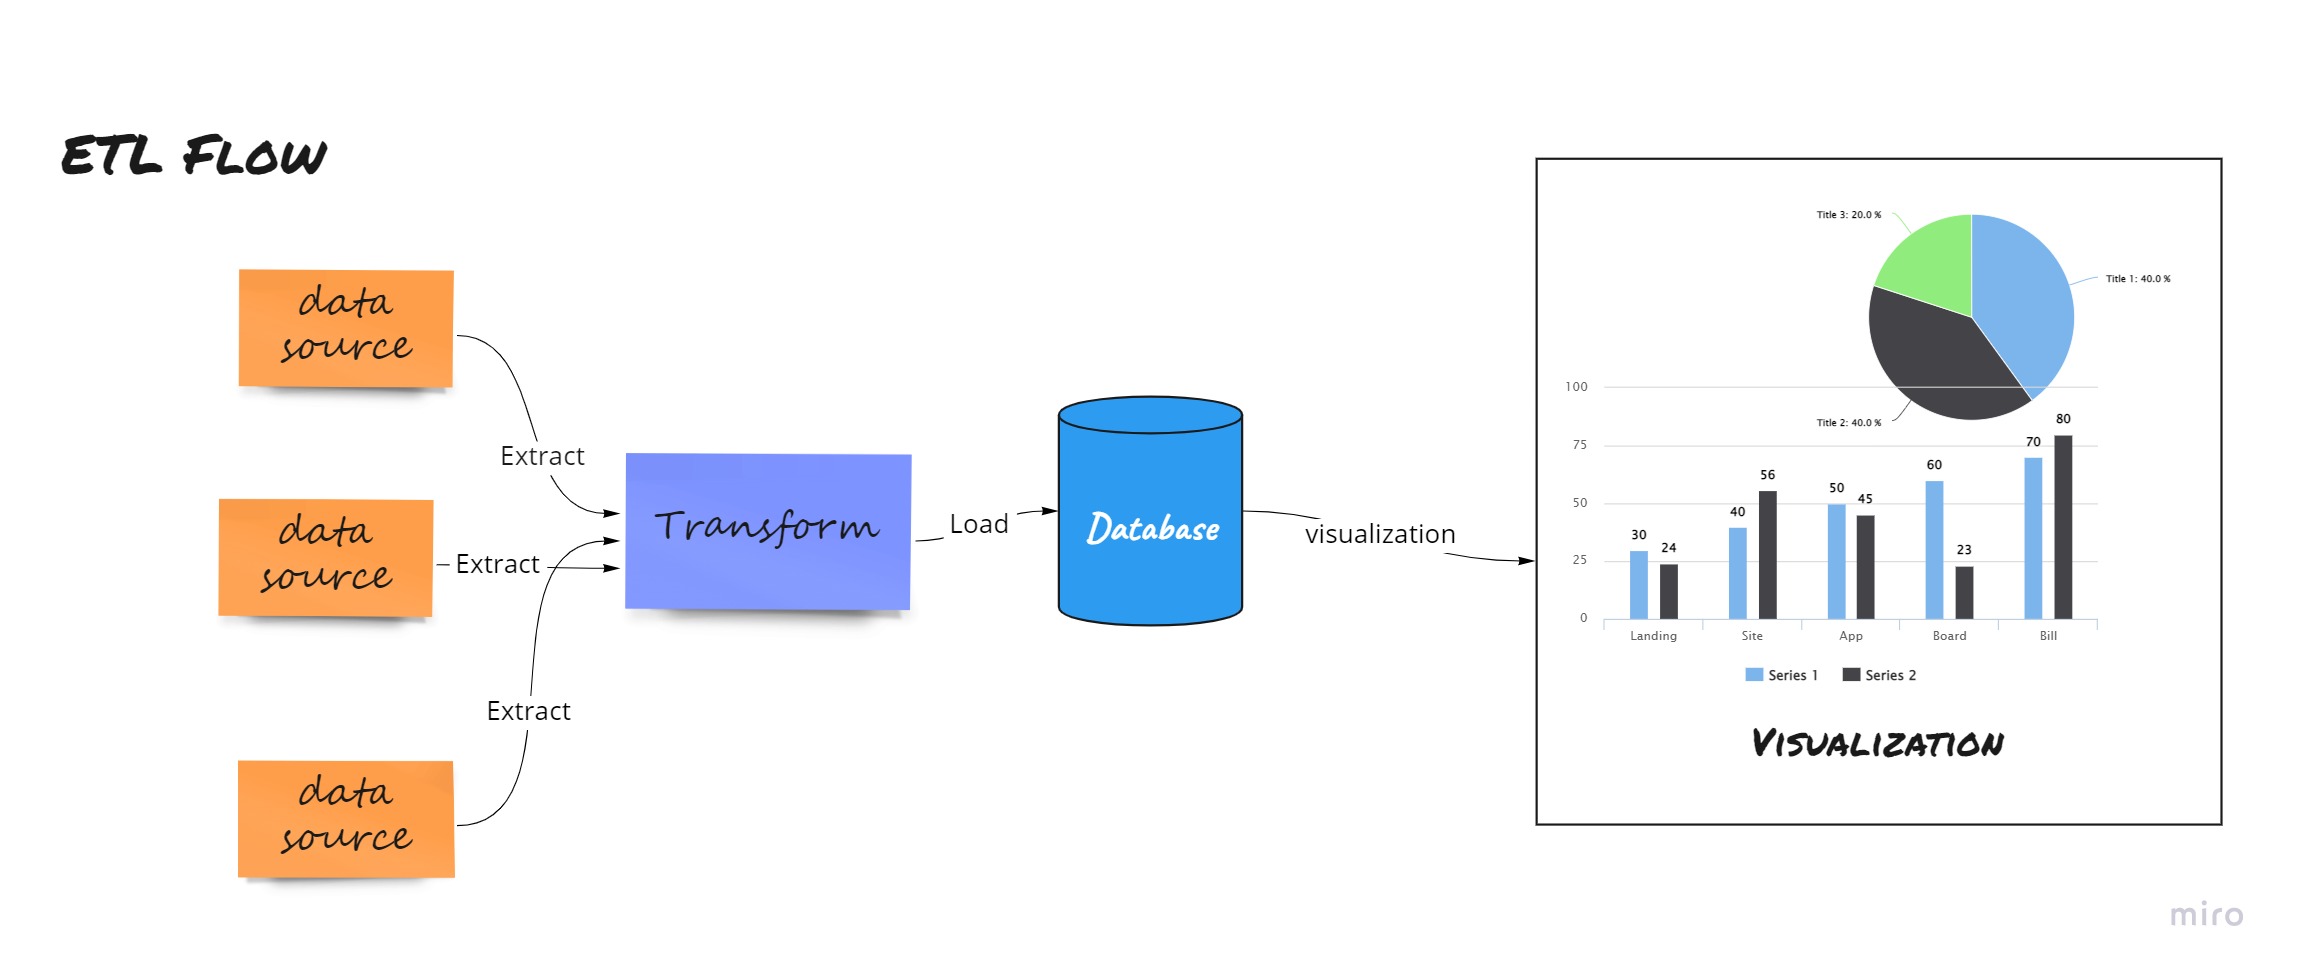 ETL Flow
data
source
Extract
data
source
Extract
data
source
Extract
Transform
Load
Database
visualization
Title 3: 20.0 %
Title 1: 40.0 %
Title 2: 40.0 %
100
75
50
25
0
30
24
40
56
50
45
60
23
70
80
Landing
Site
App
Board
Bill
Series 1
Series 2
Visualization
miro